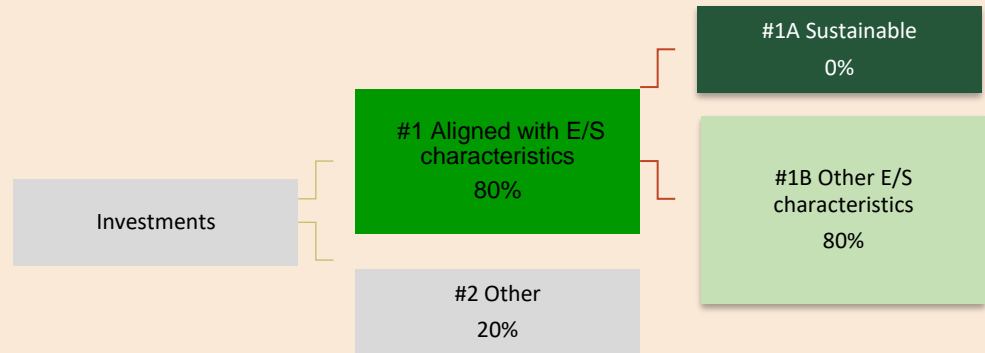 Investments
#1 Aligned with E/S
characteristics
80%
#2 Other
20%
#1A Sustainable
0%
#1B Other E/S
characteristics
80%